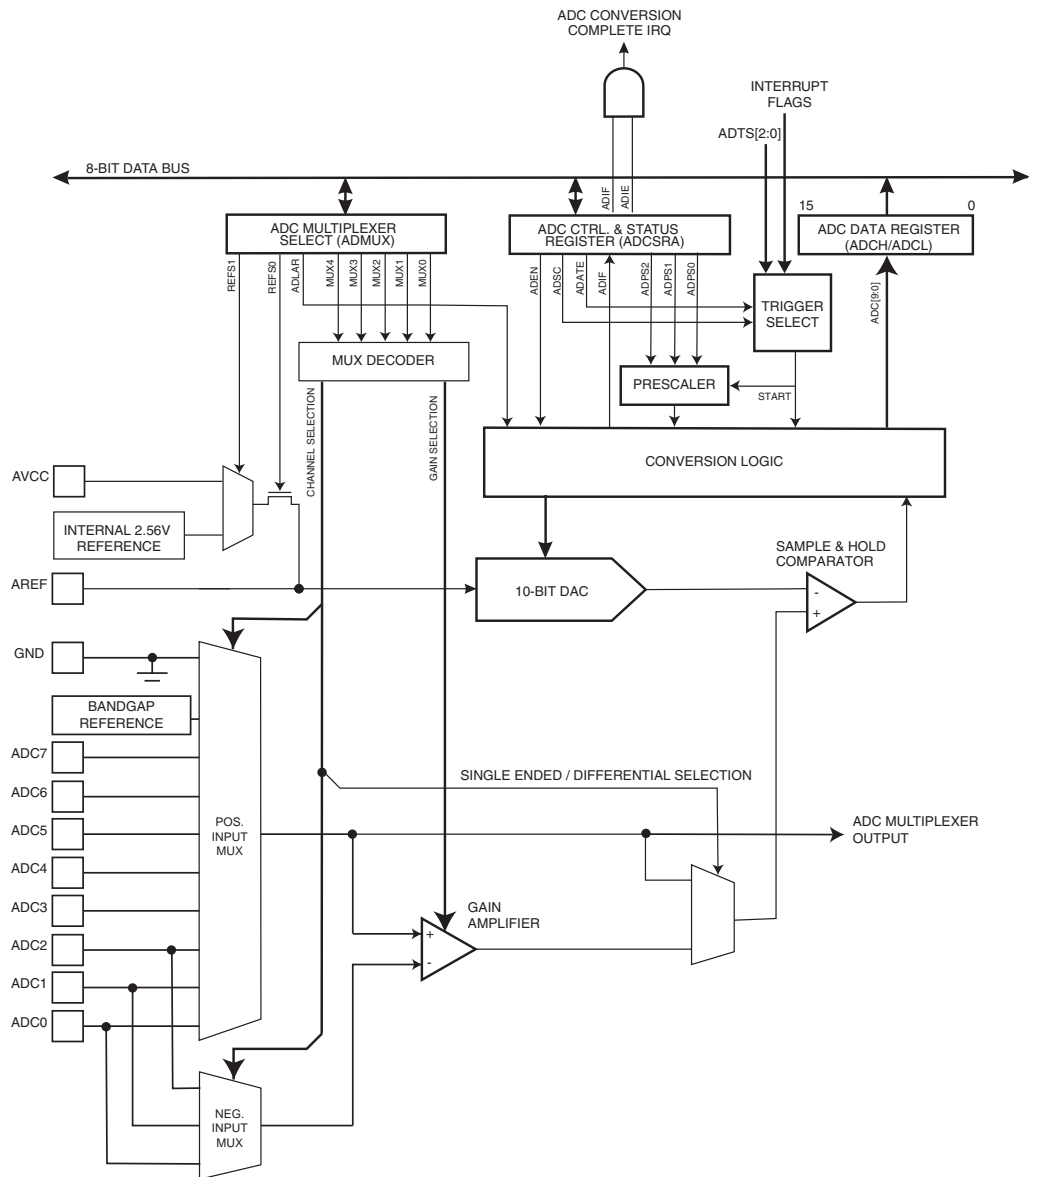 ADC CONVERSION
COMPLETE IRQ
INTERRUPT
FLAGS
ADTS[2:0]
8-BIT DATA BUS
ADIF
ADIE
15
0
ADC MULTIPLEXER
SELECT (ADMUX)
ADC CTRL. & STATUS
REGISTER (ADCSRA)
ADC DATA REGISTER
(ADCH/ADCL)
REFS1
REFS0
ADLAR
MUX4
MUX3
MUX2
MUX1
MUX0
ADEN
ADSC
ADATE
ADIF
ADPS2
ADPS1
ADPS0
ADC[9:0]
TRIGGER
SELECT
MUX DECODER
PRESCALER
START
CHANNEL SELECTION
GAIN SELECTION
CONVERSION LOGIC
AVCC
INTERNAL 2.56V
REFERENCE
SAMPLE & HOLD
COMPARATOR
AREF
10-BIT DAC
-
+
GND
BANDGAP
REFERENCE
ADC7
SINGLE ENDED / DIFFERENTIAL SELECTION
ADC6
ADC5
POS.
INPUT
MUX
ADC MULTIPLEXER
OUTPUT
ADC4
ADC3
GAIN
AMPLIFIER
+
-
ADC2
ADC1
ADC0
NEG.
INPUT
MUX